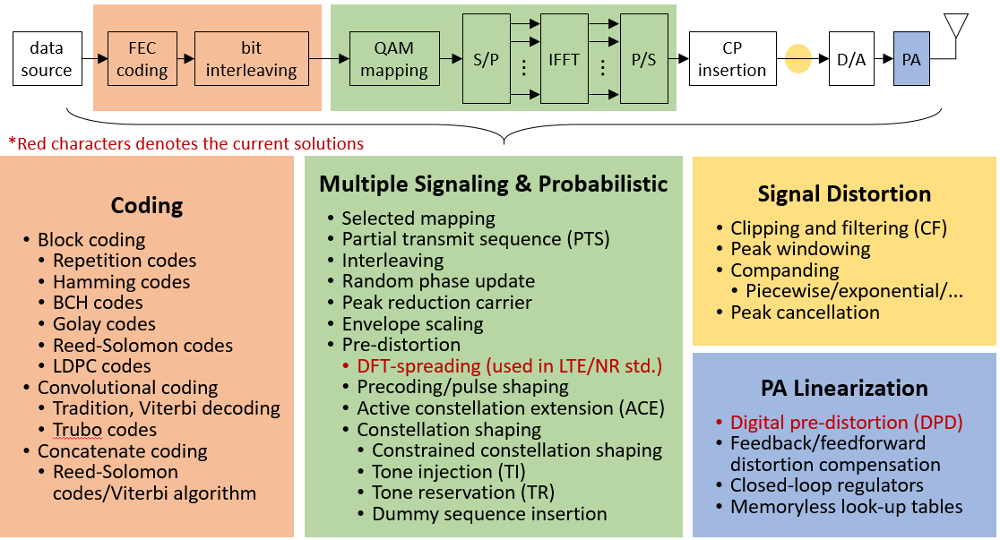 data
source
FEC
coding
bit
interleaving
QAM
mapping
S/P
IFFT
P/S
CP
insertion
D/A
PA
*Red characters denotes the current solutions
Coding
• Block coding
• Repetition codes
• Hamming codes
• BCH codes
• Golay codes
• Reed-Solomon codes
• LDPC codes
• Convolutional coding
• Tradition, Viterbi decoding
• Trubo codes
• Concatenate coding
• Reed-Solomon
codes/Viterbi algorithm
Multiple Signaling & Probabilistic
• Selected mapping
• Partial transmit sequence (PTS)
• Interleaving
• Random phase update
• Peak reduction carrier
• Envelope scaling
• Pre-distortion
• DFT-spreading (used in LTE/NR std.)
• Precoding/pulse shaping
• Active constellation extension (ACE)
• Constellation shaping
• Constrained constellation shaping
• Tone injection (TI)
• Tone reservation (TR)
• Dummy sequence insertion
Signal Distortion
• Clipping and filtering (CF)
• Peak windowing
• Companding
• Piecewise/exponential/...
• Peak cancellation
PA Linearization
• Digital pre-distortion (DPD)
• Feedback/feedforward
distortion compensation
• Closed-loop regulators
• Memoryless look-up tables